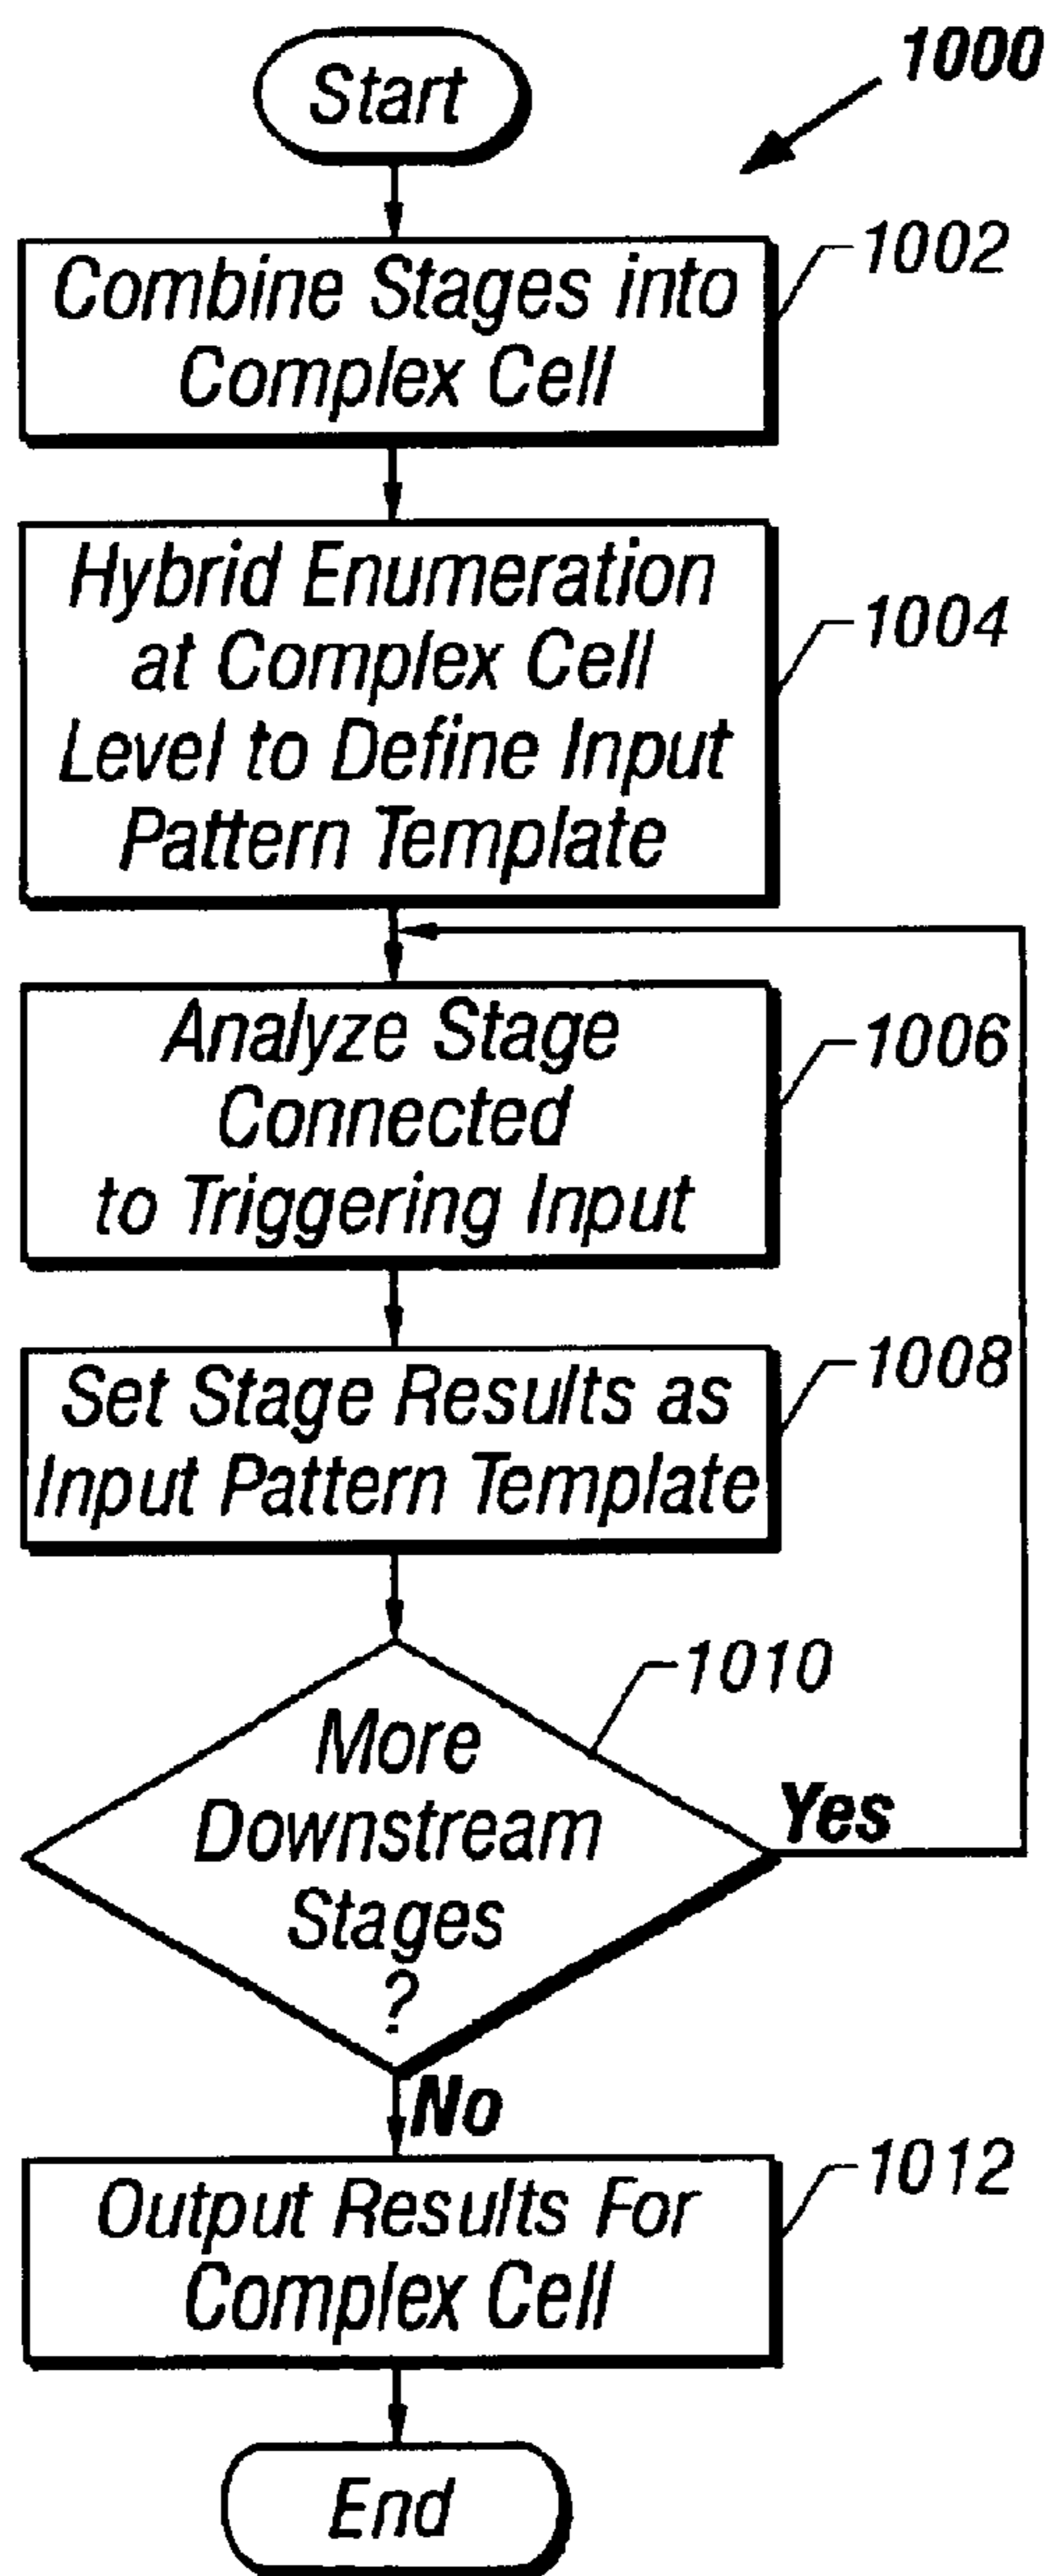 Start
1000
Combine Stages into
Complex Cell
1002
Hybrid Enumeration
at Complex Cell
Level to Define Input
Pattern Template
1004
Analyze Stage
Connected
to Triggering Input
1006
Set Stage Results as
Input Pattern Template
1008
More
Downstream
Stages
?
1010
Yes
No
Output Results For
Complex Cell
1012
End